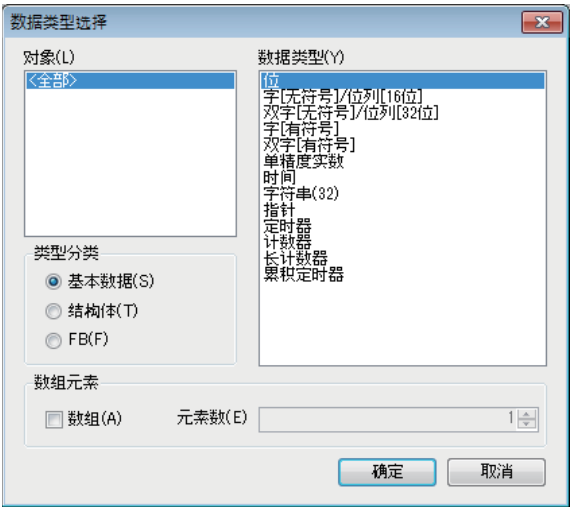 数据类型选择
对象(L)
<全部>
数据类型(Y)
位
字[无符号]/位列[16位]
双字[无符号]/位列[32位]
字[有符号]
双字[有符号]
单精度实数
时间
字符串(32)
指针
定时器
计数器
长计数器
累积定时器
类型分类
基本数据(S)
结构体(T)
FB(F)
数组元素
数组(A)
元素数(E)
1
确定
取消